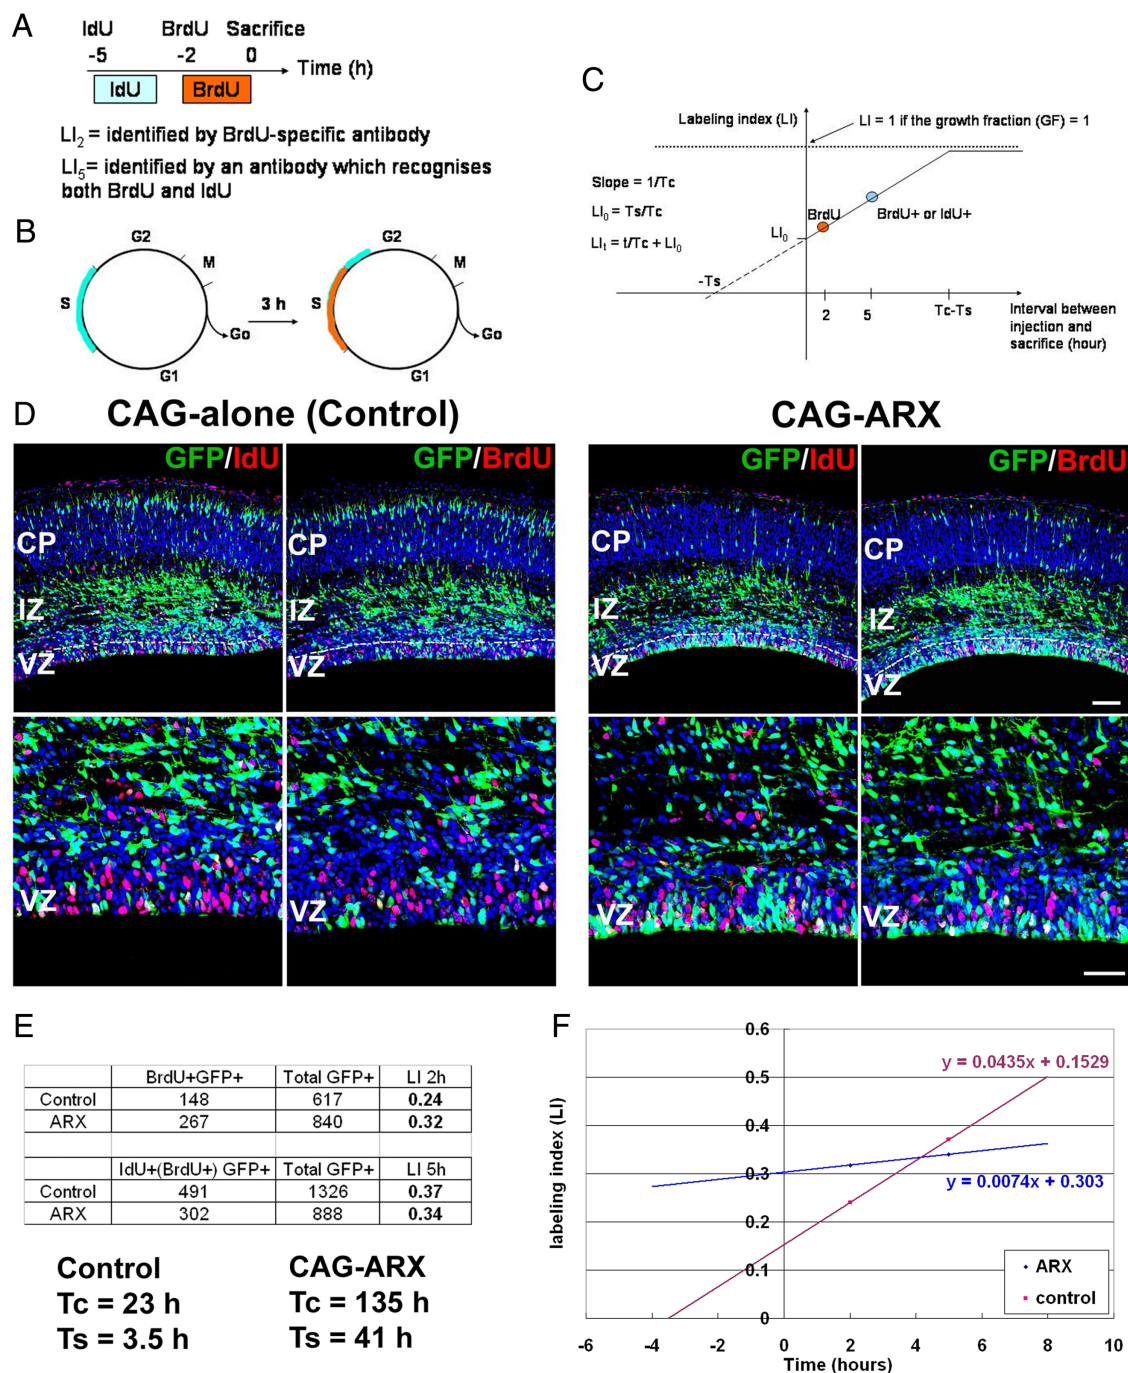 A
IdU BrdU Sacrifice
-5 -2 0
Time (h)
IdU BrdU
LI2 = identified by BrdU-specific antibody
LI5= identified by an antibody which recognises
both BrdU and IdU
B
G2
M
S
Go
G1
3 h
G2
M
S
Go
G1
C
Labeling index (LI)
LI = 1 if the growth fraction (GF) = 1
Slope = 1/Tc
LI0 = Ts/Tc
LIt = t/Tc + LI0
BrdU
BrdU+ or IdU+
LI0
-Ts
2 5 Tc-Ts
Interval between
injection and
sacrifice (hour)
D
CAG-alone (Control)
CAG-ARX
GFP/IdU
GFP/BrdU
GFP/IdU
GFP/BrdU
CP
IZ
VZ
CP
IZ
VZ
CP
IZ
VZ
CP
IZ
VZ
VZ
VZ
VZ
VZ
E
BrdU+GFP+ Total GFP+ LI 2h
Control 148 617 0.24
ARX 267 840 0.32
IdU+(BrdU+) GFP+ Total GFP+ LI 5h
Control 491 1326 0.37
ARX 302 888 0.34
Control
Tc = 23 h
Ts = 3.5 h
CAG-ARX
Tc = 135 h
Ts = 41 h
F
labeling index (LI)
0.6
0.5
0.4
0.3
0.2
0.1
0
y = 0.0435x + 0.1529
y = 0.0074x + 0.303
ARX
control
-6 -4 -2 0 2 4 6 8 10
Time (hours)